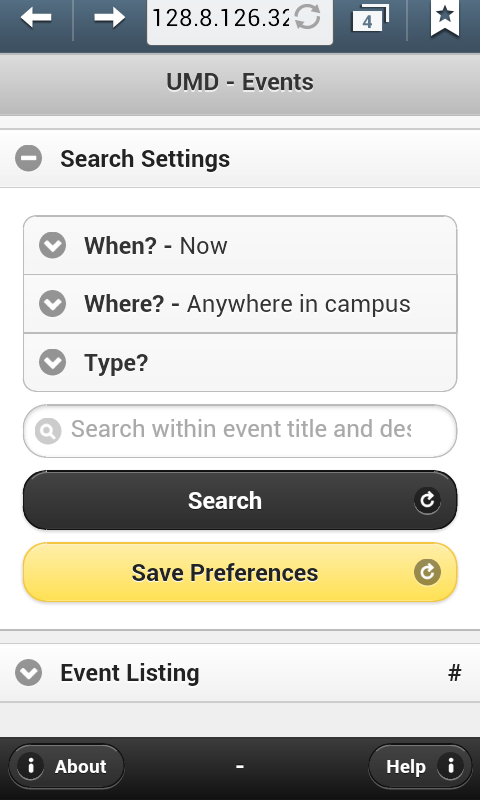 128.8.126.32
4
UMD - Events
Search Settings
When? - Now
Where? - Anywhere in campus
Type?
Search within event title and des
Search
Save Preferences
Event Listing #
About - Help